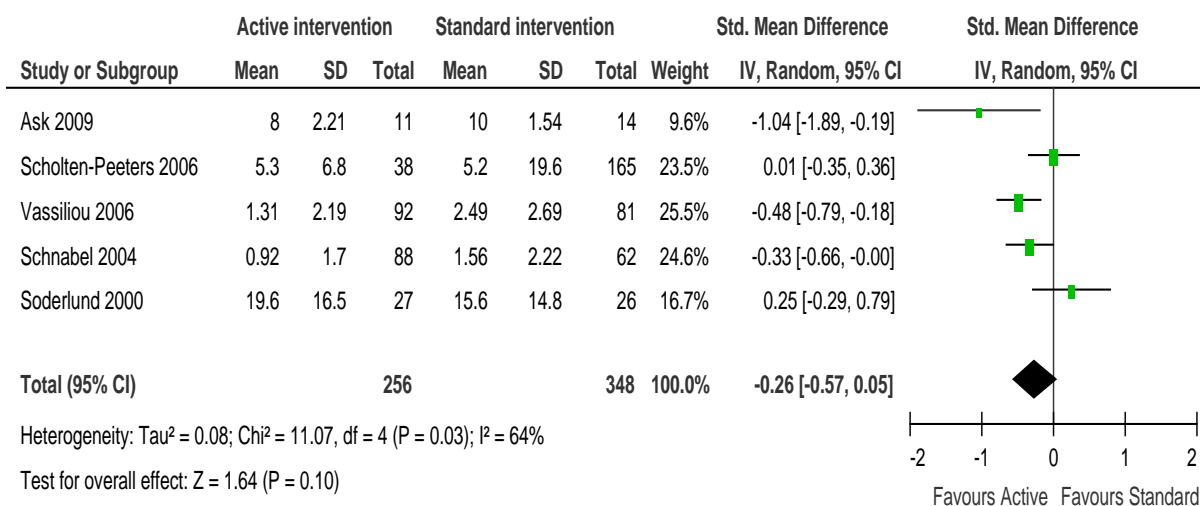 Active intervention Standard intervention Std. Mean Difference Std. Mean Difference
Study or Subgroup Mean SD Total Mean SD Total Weight IV, Random, 95% CI IV, Random, 95% CI
Ask 2009 8 2.21 11 10 1.54 14 9.6% -1.04 [-1.89, -0.19]
Scholten-Peeters 2006 5.3 6.8 38 5.2 19.6 165 23.5% 0.01 [-0.35, 0.36]
Vassiliou 2006 1.31 2.19 92 2.49 2.69 81 25.5% -0.48 [-0.79, -0.18]
Schnabel 2004 0.92 1.7 88 1.56 2.22 62 24.6% -0.33 [-0.66, -0.00]
Soderlund 2000 19.6 16.5 27 15.6 14.8 26 16.7% 0.25 [-0.29, 0.79]
Total (95% CI) 256 348 100.0% -0.26 [-0.57, 0.05]
Heterogeneity: Tau² = 0.08; Chi² = 11.07, df = 4 (P = 0.03); I² = 64%
Test for overall effect: Z = 1.64 (P = 0.10)
-2 -1 0 1 2
Favours Active Favours Standard